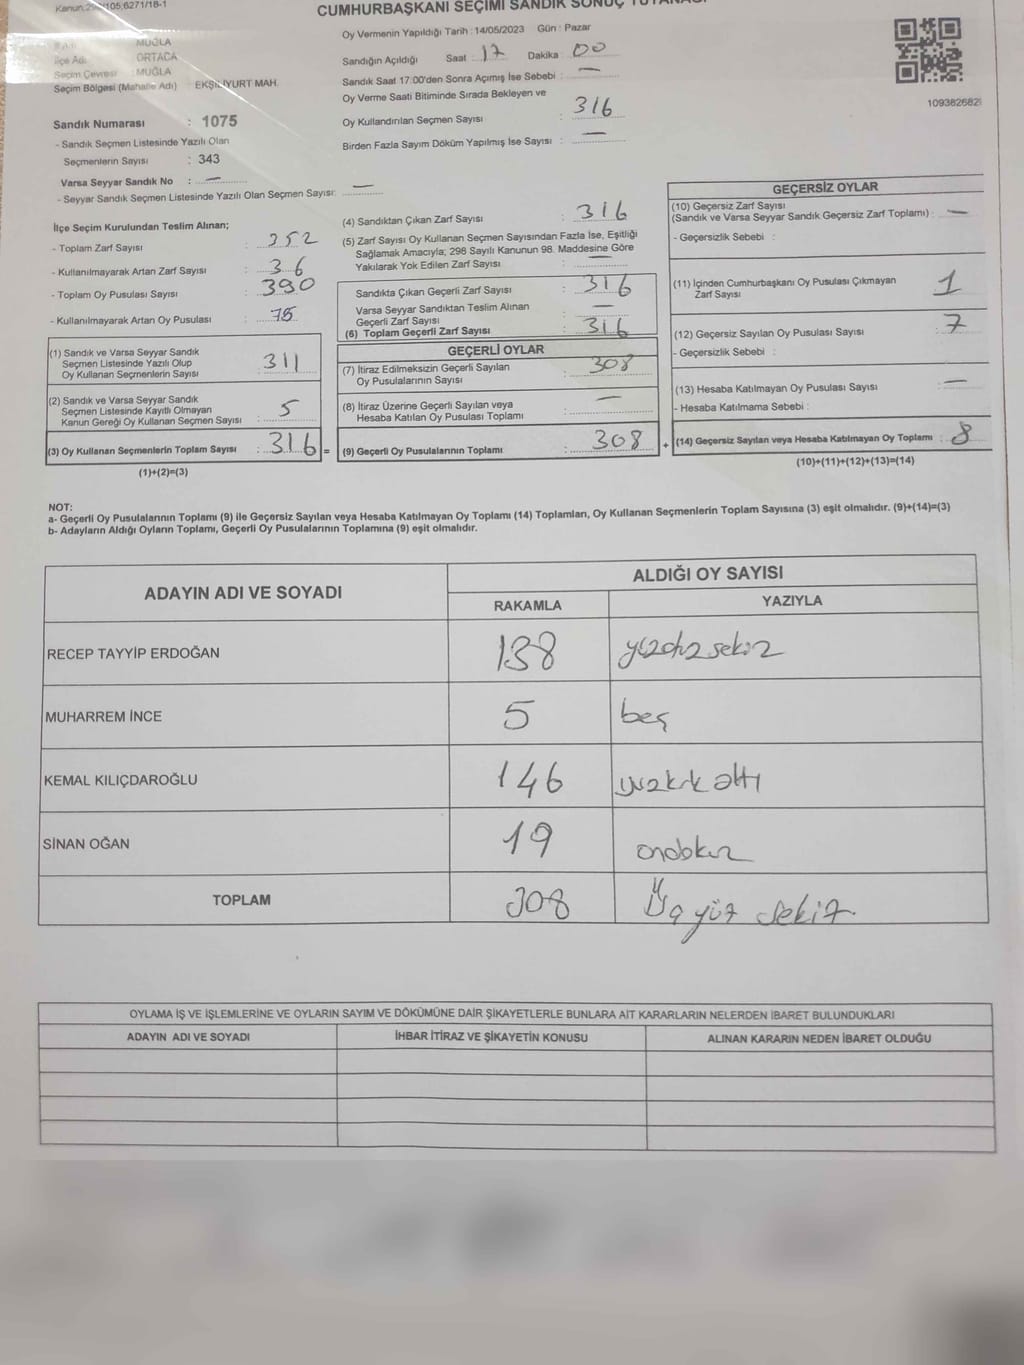 CUMHURBAŞKANI SEÇİMİ SANDIK SONUÇ TUTANAĞI
MUĞLA
İlçe Adı ORTACA
Seçim Çevresi : MUĞLA
Seçim Bölgesi (Mahalle Adı) : EKŞİLİYURT MAH.
Sandık Numarası : 1075
- Sandık Seçmen Listesinde Yazılı Olan
Seçmenlerin Sayısı : 343
Varsa Seyyar Sandık No : —
- Seyyar Sandık Seçmen Listesinde Yazılı Olan Seçmen Sayısı: —
Oy Vermenin Yapıldığı Tarih : 14/05/2023 Gün : Pazar
Sandığın Açıldığı Saat : 17 Dakika : 00
Sandık Saat 17:00'den Sonra Açımış İse Sebebi : —
Oy Verme Saati Bitiminde Sırada Bekleyen ve
Oy Kullandırılan Seçmen Sayısı : 316
Birden Fazla Sayım Döküm Yapılmış İse Sayısı : —
109382682
İlçe Seçim Kurulundan Teslim Alınan;
- Toplam Zarf Sayısı : 352
- Kullanılmayarak Artan Zarf Sayısı : 36
- Toplam Oy Pusulası Sayısı : 390
- Kullanılmayarak Artan Oy Pusulası : 75
(1) Sandık ve Varsa Seyyar Sandık
Seçmen Listesinde Yazılı Olup
Oy Kullanan Seçmenlerin Sayısı : 311
(2) Sandık ve Varsa Seyyar Sandık
Seçmen Listesinde Kayıtlı Olmayan
Kanun Gereği Oy Kullanan Seçmen Sayısı : 5
(3) Oy Kullanan Seçmenlerin Toplam Sayısı : 316 =
(1)+(2)=(3)
(4) Sandıktan Çıkan Zarf Sayısı : 316
(5) Zarf Sayısı Oy Kullanan Seçmen Sayısından Fazla İse, Eşitliği
Sağlamak Amacıyla; 298 Sayılı Kanunun 98. Maddesine Göre
Yakılarak Yok Edilen Zarf Sayısı : —
Sandıkta Çıkan Geçerli Zarf Sayısı : 316
Varsa Seyyar Sandıktan Teslim Alınan
Geçerli Zarf Sayısı : —
(6) Toplam Geçerli Zarf Sayısı : 316
GEÇERLİ OYLAR
(7) İtiraz Edilmeksizin Geçerli Sayılan
Oy Pusulalarının Sayısı : 308
(8) İtiraz Üzerine Geçerli Sayılan veya
Hesaba Katılan Oy Pusulası Toplamı : —
(9) Geçerli Oy Pusulalarının Toplamı : 308 +
GEÇERSİZ OYLAR
(10) Geçersiz Zarf Sayısı
(Sandık ve Varsa Seyyar Sandık Geçersiz Zarf Toplamı) : —
- Geçersizlik Sebebi :
(11) İçinden Cumhurbaşkanı Oy Pusulası Çıkmayan
Zarf Sayısı : 1
(12) Geçersiz Sayılan Oy Pusulası Sayısı : 7
- Geçersizlik Sebebi :
(13) Hesaba Katılmayan Oy Pusulası Sayısı : —
- Hesaba Katılmama Sebebi :
(14) Geçersiz Sayılan veya Hesaba Katılmayan Oy Toplamı : 8
(10)+(11)+(12)+(13)=(14)
NOT:
a- Geçerli Oy Pusulalarının Toplamı (9) ile Geçersiz Sayılan veya Hesaba Katılmayan Oy Toplamı (14) Toplamları, Oy Kullanan Seçmenlerin Toplam Sayısına (3) eşit olmalıdır. (9)+(14)=(3)
b- Adayların Aldığı Oyların Toplamı, Geçerli Oy Pusulalarının Toplamına (9) eşit olmalıdır.
ADAYIN ADI VE SOYADI ALDIĞI OY SAYISI
RAKAMLA YAZIYLA
RECEP TAYYİP ERDOĞAN 138 yüzotuzsekiz
MUHARREM İNCE 5 beş
KEMAL KILIÇDAROĞLU 146 yüzkırk altı
SİNAN OĞAN 19 ondokuz
TOPLAM 308 Üç yüz sekiz.
OYLAMA İŞ VE İŞLEMLERİNE VE OYLARIN SAYIM VE DÖKÜMÜNE DAİR ŞİKAYETLERLE BUNLARA AİT KARARLARIN NELERDEN İBARET BULUNDUKLARI
ADAYIN ADI VE SOYADI İHBAR İTİRAZ VE ŞİKAYETİN KONUSU ALINAN KARARIN NEDEN İBARET OLDUĞU